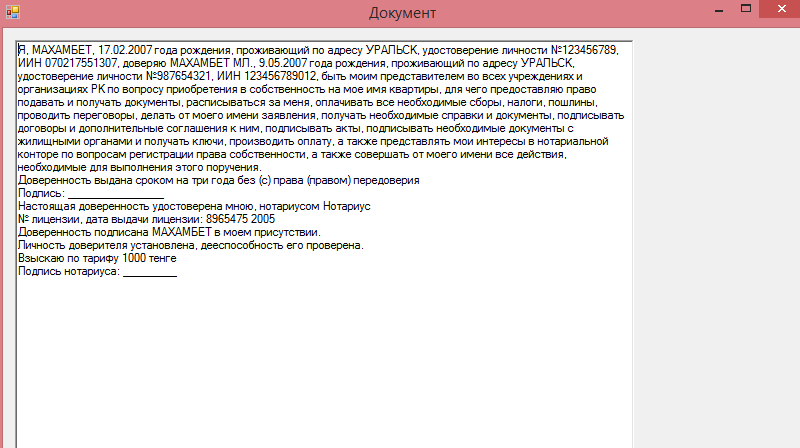 Документ
Я, МАХАМБЕТ, 17.02.2007 года рождения, проживающий по адресу УРАЛЬСК, удостоверение личности №123456789,
ИИН 070217551307, доверяю МАХАМБЕТ МЛ., 9.05.2007 года рождения, проживающий по адресу УРАЛЬСК,
удостоверение личности №987654321, ИИН 123456789012, быть моим представителем во всех учреждениях и
организациях РК по вопросу приобретения в собственность на мое имя квартиры, для чего предоставляю право
подавать и получать документы, расписываться за меня, оплачивать все необходимые сборы, налоги, пошлины,
проводить переговоры, делать от моего имени заявления, получать необходимые справки и документы, подписывать
договоры и дополнительные соглашения к ним, подписывать акты, подписывать необходимые документы с
жилищными органами и получать ключи, производить оплату, а также представлять мои интересы в нотариальной
конторе по вопросам регистрации права собственности, а также совершать от моего имени все действия,
необходимые для выполнения этого поручения.
Доверенность выдана сроком на три года без (с) права (правом) передоверия
Подпись: ________________
Настоящая доверенность удостоверена мною, нотариусом Нотариус
№ лицензии, дата выдачи лицензии: 8965475 2005
Доверенность подписана МАХАМБЕТ в моем присутствии.
Личность доверителя установлена, дееспособность его проверена.
Взыскаю по тарифу 1000 тенге
Подпись нотариуса: _________